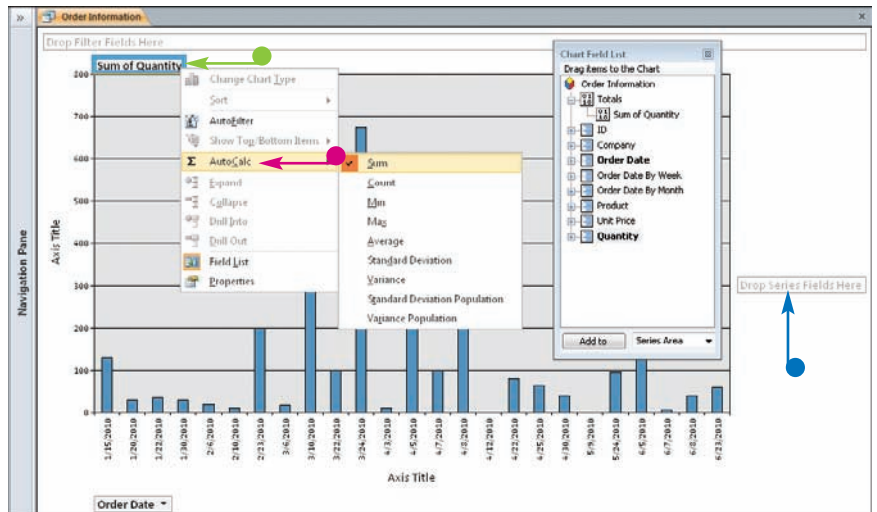 »
Order Information
×
Drop Filter Fields Here
Sum of Quantity
Change Chart Type
Sort
AutoFilter
Show Top/Bottom Items
Σ AutoCalc
Expand
Collapse
Drill Into
Drill Out
Field List
Properties
Sum
Count
Min
Max
Average
Standard Deviation
Variance
Standard Deviation Population
Variance Population
Chart Field List
Drag items to the Chart
Order Information
Totals
Sum of Quantity
ID
Company
Order Date
Order Date By Week
Order Date By Month
Product
Unit Price
Quantity
Add to
Series Area
Drop Series Fields Here
Navigation Pane
Axis Title
800
700
600
500
400
300
200
100
0
1/15/2010
1/20/2010
1/22/2010
1/30/2010
2/6/2010
2/10/2010
2/23/2010
3/6/2010
3/10/2010
3/22/2010
3/24/2010
4/3/2010
4/5/2010
4/7/2010
4/8/2010
4/12/2010
4/22/2010
4/25/2010
4/30/2010
5/9/2010
5/24/2010
6/5/2010
6/7/2010
6/8/2010
6/23/2010
Axis Title
Order Date